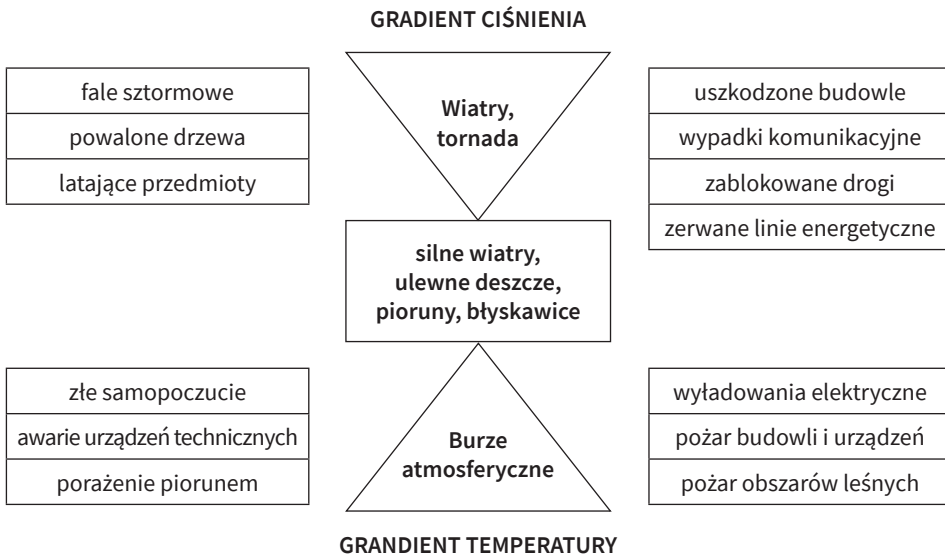 GRADIENT CIŚNIENIA
fale sztormowe
powalone drzewa
latające przedmioty
Wiatry,
tornada
uszkodzone budowle
wypadki komunikacyjne
zablokowane drogi
zerwane linie energetyczne
silne wiatry,
ulewne deszcze,
pioruny, błyskawice
złe samopoczucie
awarie urządzeń technicznych
porażenie piorunem
Burze
atmosferyczne
wyładowania elektryczne
pożar budowli i urządzeń
pożar obszarów leśnych
GRANDIENT TEMPERATURY